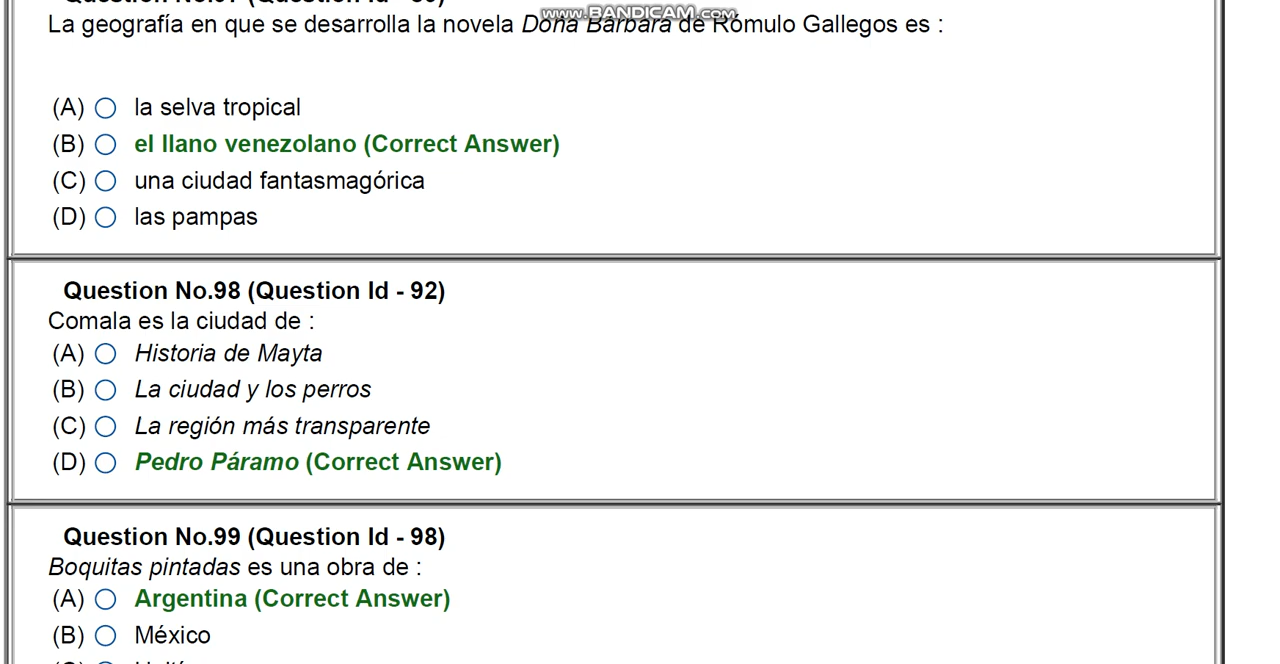 www.BANDICAM.com
La geografía en que se desarrolla la novela Doña Bárbara de Rómulo Gallegos es :
(A) la selva tropical
(B) el llano venezolano (Correct Answer)
(C) una ciudad fantasmagórica
(D) las pampas
Question No.98 (Question Id - 92)
Comala es la ciudad de :
(A) Historia de Mayta
(B) La ciudad y los perros
(C) La región más transparente
(D) Pedro Páramo (Correct Answer)
Question No.99 (Question Id - 98)
Boquitas pintadas es una obra de :
(A) Argentina (Correct Answer)
(B) México